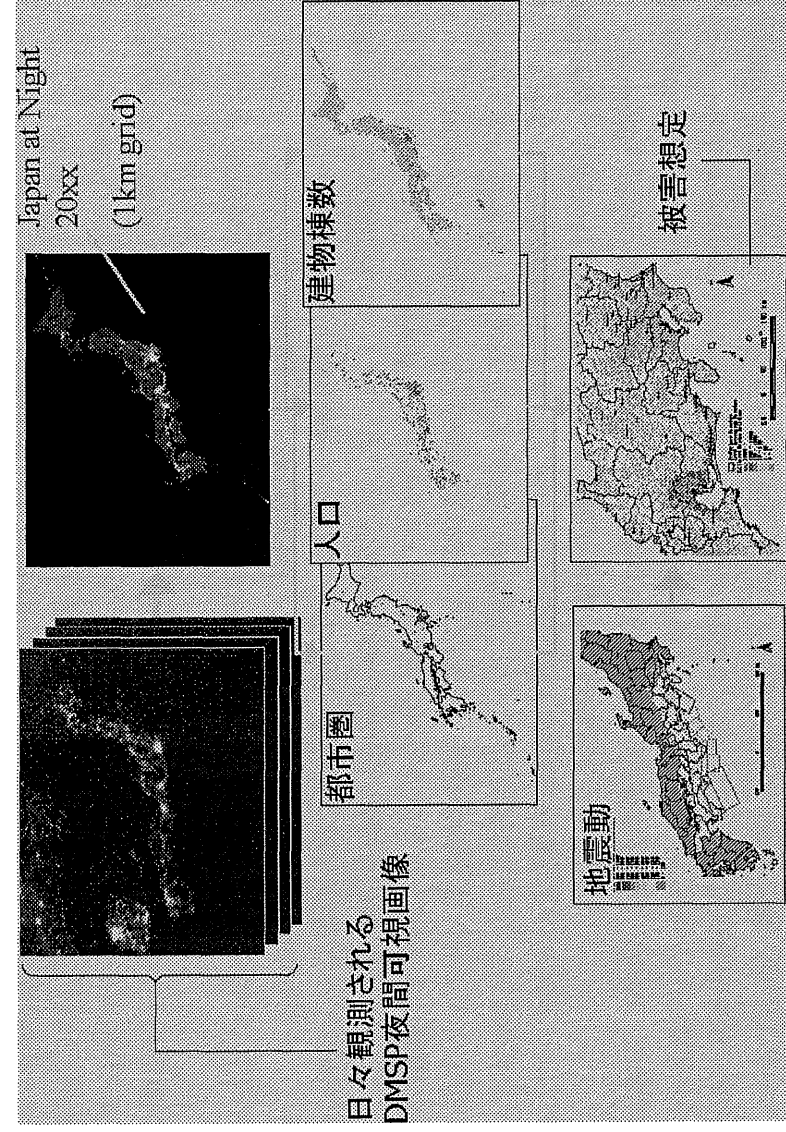 日々観測される
DMSP夜間可視画像
Japan at Night
20xx
(1km grid)
都市圏
人口
建物棟数
地震動
被害想定